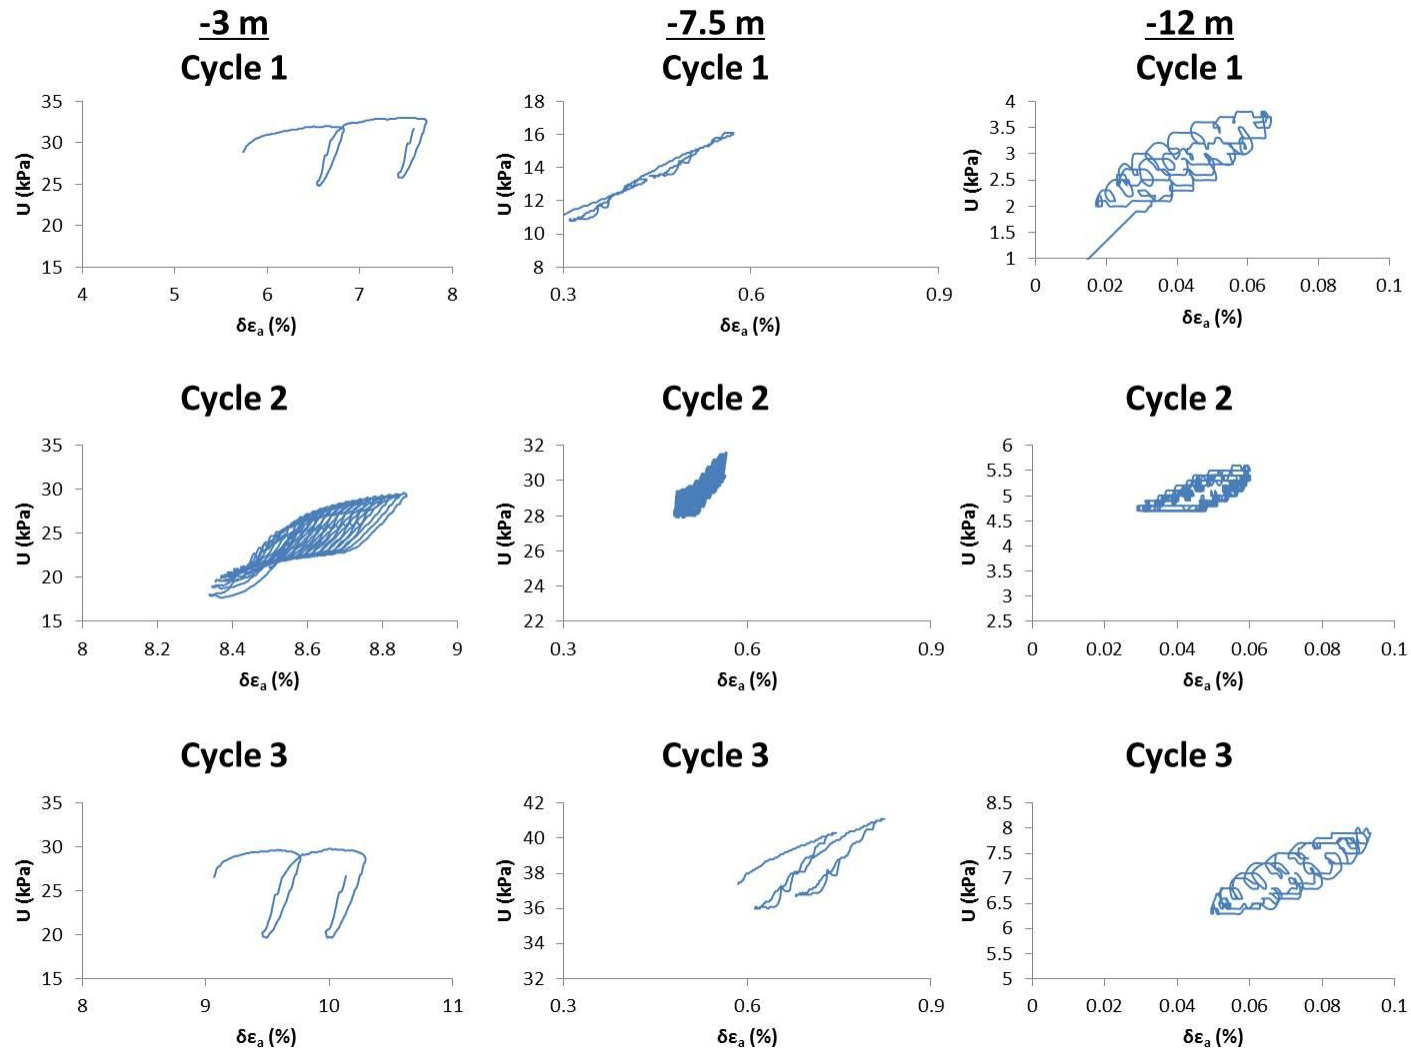 -3 m
-7.5 m
-12 m
Cycle 1
Cycle 1
Cycle 1
35
30
25
20
15
U (kPa)
4 5 6 7 8
δεa (%)
18
16
14
12
10
8
U (kPa)
0.3 0.6 0.9
δεa (%)
4
3.5
3
2.5
2
1.5
1
U (kPa)
0 0.02 0.04 0.06 0.08 0.1
δεa (%)
Cycle 2
Cycle 2
Cycle 2
35
30
25
20
15
U (kPa)
8 8.2 8.4 8.6 8.8 9
δεa (%)
32
30
28
26
24
22
U (kPa)
0.3 0.6 0.9
δεa (%)
6
5.5
5
4.5
4
3.5
3
2.5
U (kPa)
0 0.02 0.04 0.06 0.08 0.1
δεa (%)
Cycle 3
Cycle 3
Cycle 3
35
30
25
20
15
U (kPa)
8 9 10 11
δεa (%)
42
40
38
36
34
32
U (kPa)
0.3 0.6 0.9
δεa (%)
8.5
8
7.5
7
6.5
6
5.5
5
U (kPa)
0 0.02 0.04 0.06 0.08 0.1
δεa (%)